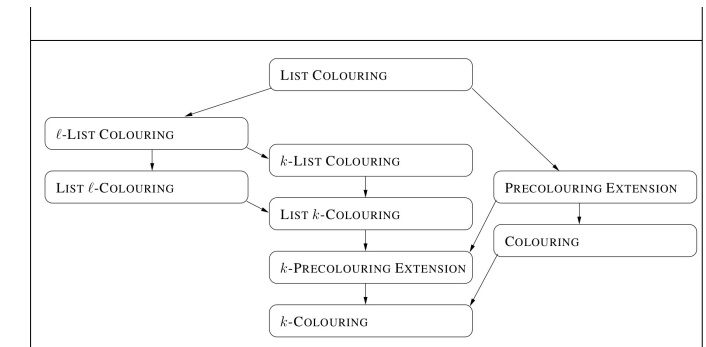 LIST COLOURING
ℓ-LIST COLOURING
k-LIST COLOURING
LIST ℓ-COLOURING
PRECOLOURING EXTENSION
LIST k-COLOURING
COLOURING
k-PRECOLOURING EXTENSION
k-COLOURING